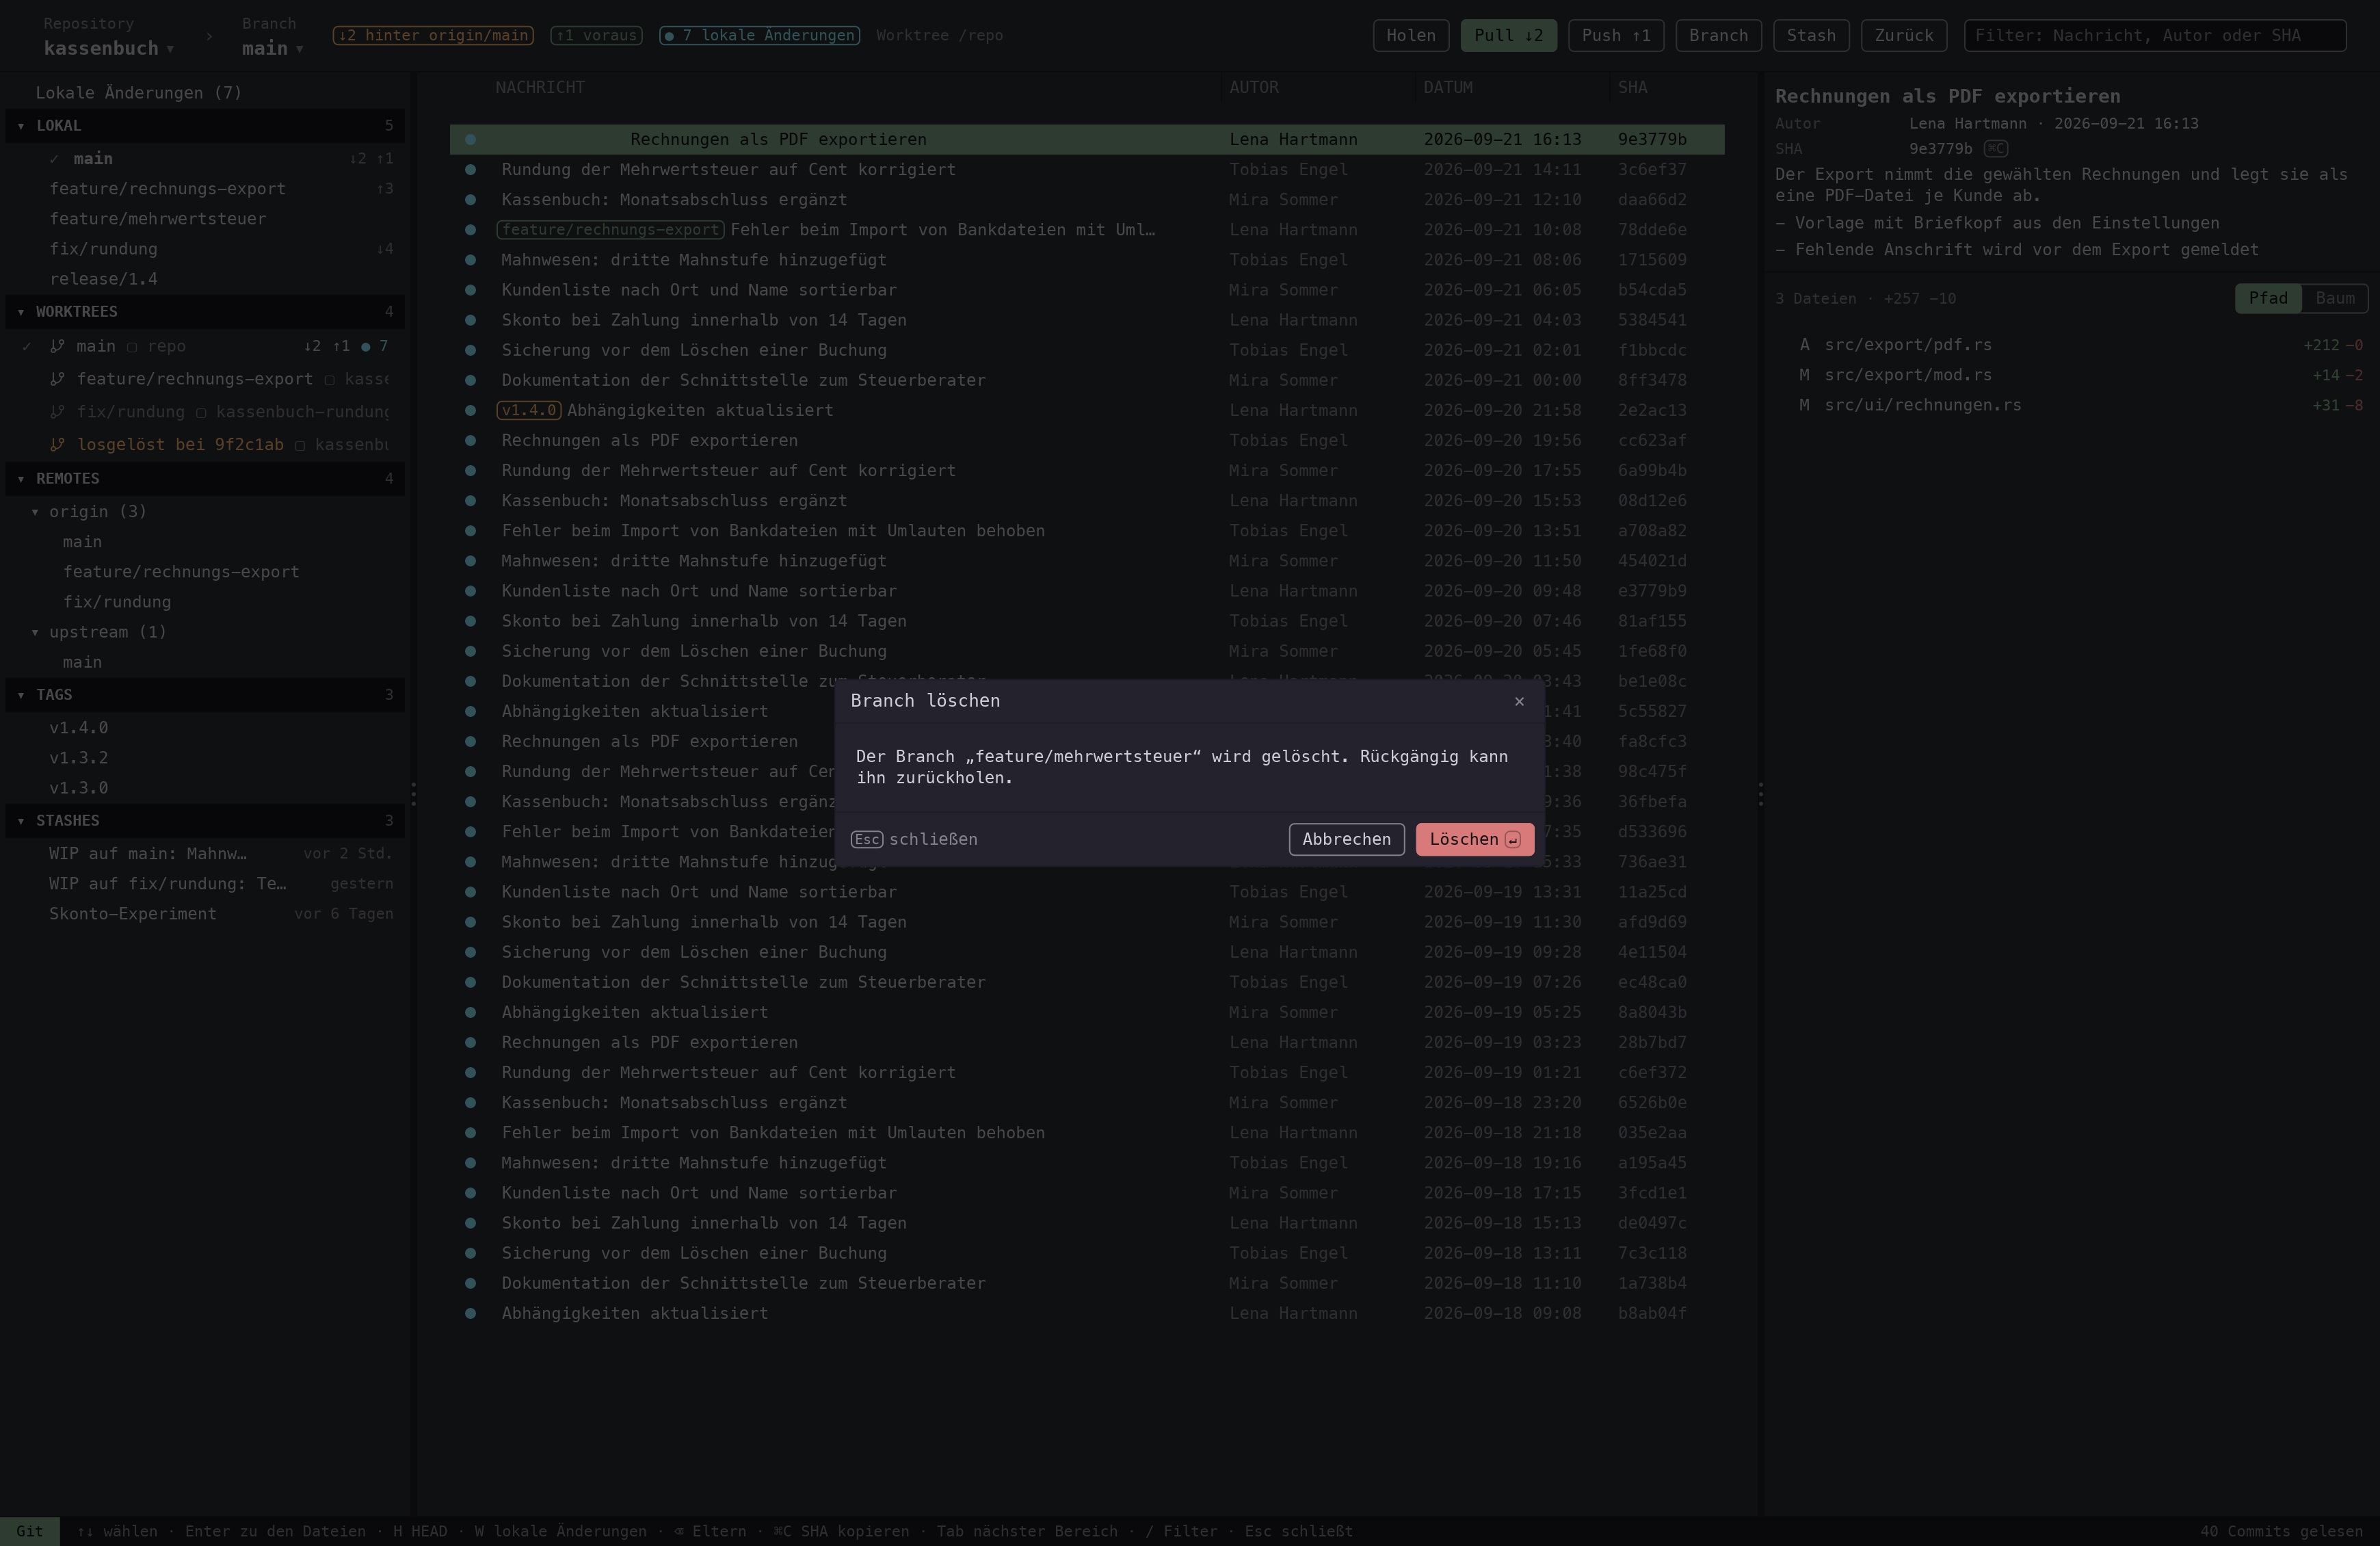 Repository
kassenbuch ▾
›
Branch
main ▾
↓2 hinter origin/main
↑1 voraus
● 7 lokale Änderungen
Worktree /repo
Holen
Pull ↓2
Push ↑1
Branch
Stash
Zurück
Filter: Nachricht, Autor oder SHA
Lokale Änderungen (7)
▾ LOKAL 5
✓ main ↓2 ↑1
feature/rechnungs-export ↑3
feature/mehrwertsteuer
fix/rundung ↓4
release/1.4
▾ WORKTREES 4
✓ main ▢ repo ↓2 ↑1 ● 7
feature/rechnungs-export ▢ kasse
fix/rundung ▢ kassenbuch-rundung
losgelöst bei 9f2c1ab ▢ kassenbu
▾ REMOTES 4
▾ origin (3)
main
feature/rechnungs-export
fix/rundung
▾ upstream (1)
main
▾ TAGS 3
v1.4.0
v1.3.2
v1.3.0
▾ STASHES 3
WIP auf main: Mahnw… vor 2 Std.
WIP auf fix/rundung: Te… gestern
Skonto-Experiment vor 6 Tagen
NACHRICHT AUTOR DATUM SHA
Rechnungen als PDF exportieren Lena Hartmann 2026-09-21 16:13 9e3779b
Rundung der Mehrwertsteuer auf Cent korrigiert Tobias Engel 2026-09-21 14:11 3c6ef37
Kassenbuch: Monatsabschluss ergänzt Mira Sommer 2026-09-21 12:10 daa66d2
feature/rechnungs-export Fehler beim Import von Bankdateien mit Uml… Lena Hartmann 2026-09-21 10:08 78dde6e
Mahnwesen: dritte Mahnstufe hinzugefügt Tobias Engel 2026-09-21 08:06 1715609
Kundenliste nach Ort und Name sortierbar Mira Sommer 2026-09-21 06:05 b54cda5
Skonto bei Zahlung innerhalb von 14 Tagen Lena Hartmann 2026-09-21 04:03 5384541
Sicherung vor dem Löschen einer Buchung Tobias Engel 2026-09-21 02:01 f1bbcdc
Dokumentation der Schnittstelle zum Steuerberater Mira Sommer 2026-09-21 00:00 8ff3478
v1.4.0 Abhängigkeiten aktualisiert Lena Hartmann 2026-09-20 21:58 2e2ac13
Rechnungen als PDF exportieren Tobias Engel 2026-09-20 19:56 cc623af
Rundung der Mehrwertsteuer auf Cent korrigiert Mira Sommer 2026-09-20 17:55 6a99b4b
Kassenbuch: Monatsabschluss ergänzt Lena Hartmann 2026-09-20 15:53 08d12e6
Fehler beim Import von Bankdateien mit Umlauten behoben Tobias Engel 2026-09-20 13:51 a708a82
Mahnwesen: dritte Mahnstufe hinzugefügt Mira Sommer 2026-09-20 11:50 454021d
Kundenliste nach Ort und Name sortierbar Lena Hartmann 2026-09-20 09:48 e3779b9
Skonto bei Zahlung innerhalb von 14 Tagen Tobias Engel 2026-09-20 07:46 81af155
Sicherung vor dem Löschen einer Buchung Mira Sommer 2026-09-20 05:45 1fe68f0
Dokumentation der Schnittstelle zum 3:43 be1e08c
Abhängigkeiten aktualisiert 1:41 5c55827
Rechnungen als PDF exportieren 3:40 fa8cfc3
Rundung der Mehrwertsteuer auf Cen 1:38 98c475f
Kassenbuch: Monatsabschluss ergänz 9:36 36fbefa
Fehler beim Import von Bankdateien 7:35 d533696
Mahnwesen: dritte Mahnstufe 5:33 736ae31
Kundenliste nach Ort und Name sortierbar Tobias Engel 2026-09-19 13:31 11a25cd
Skonto bei Zahlung innerhalb von 14 Tagen Mira Sommer 2026-09-19 11:30 afd9d69
Sicherung vor dem Löschen einer Buchung Lena Hartmann 2026-09-19 09:28 4e11504
Dokumentation der Schnittstelle zum Steuerberater Tobias Engel 2026-09-19 07:26 ec48ca0
Abhängigkeiten aktualisiert Mira Sommer 2026-09-19 05:25 8a8043b
Rechnungen als PDF exportieren Lena Hartmann 2026-09-19 03:23 28b7bd7
Rundung der Mehrwertsteuer auf Cent korrigiert Tobias Engel 2026-09-19 01:21 c6ef372
Kassenbuch: Monatsabschluss ergänzt Mira Sommer 2026-09-18 23:20 6526b0e
Fehler beim Import von Bankdateien mit Umlauten behoben Lena Hartmann 2026-09-18 21:18 035e2aa
Mahnwesen: dritte Mahnstufe hinzugefügt Tobias Engel 2026-09-18 19:16 a195a45
Kundenliste nach Ort und Name sortierbar Mira Sommer 2026-09-18 17:15 3fcd1e1
Skonto bei Zahlung innerhalb von 14 Tagen Lena Hartmann 2026-09-18 15:13 de0497c
Sicherung vor dem Löschen einer Buchung Tobias Engel 2026-09-18 13:11 7c3c118
Dokumentation der Schnittstelle zum Steuerberater Mira Sommer 2026-09-18 11:10 1a738b4
Abhängigkeiten aktualisiert Lena Hartmann 2026-09-18 09:08 b8ab04f
Branch löschen ×
Der Branch „feature/mehrwertsteuer“ wird gelöscht. Rückgängig kann
ihn zurückholen.
Esc schließen
Abbrechen
Löschen ↵
Rechnungen als PDF exportieren
Autor Lena Hartmann · 2026-09-21 16:13
SHA 9e3779b ⌘C
Der Export nimmt die gewählten Rechnungen und legt sie als
eine PDF-Datei je Kunde ab.
– Vorlage mit Briefkopf aus den Einstellungen
– Fehlende Anschrift wird vor dem Export gemeldet
3 Dateien · +257 −10
Pfad
Baum
A src/export/pdf.rs +212 −0
M src/export/mod.rs +14 −2
M src/ui/rechnungen.rs +31 −8
Git
↑↓ wählen · Enter zu den Dateien · H HEAD · W lokale Änderungen · ⌫ Eltern · ⌘C SHA kopieren · Tab nächster Bereich · / Filter · Esc schließt
40 Commits gelesen